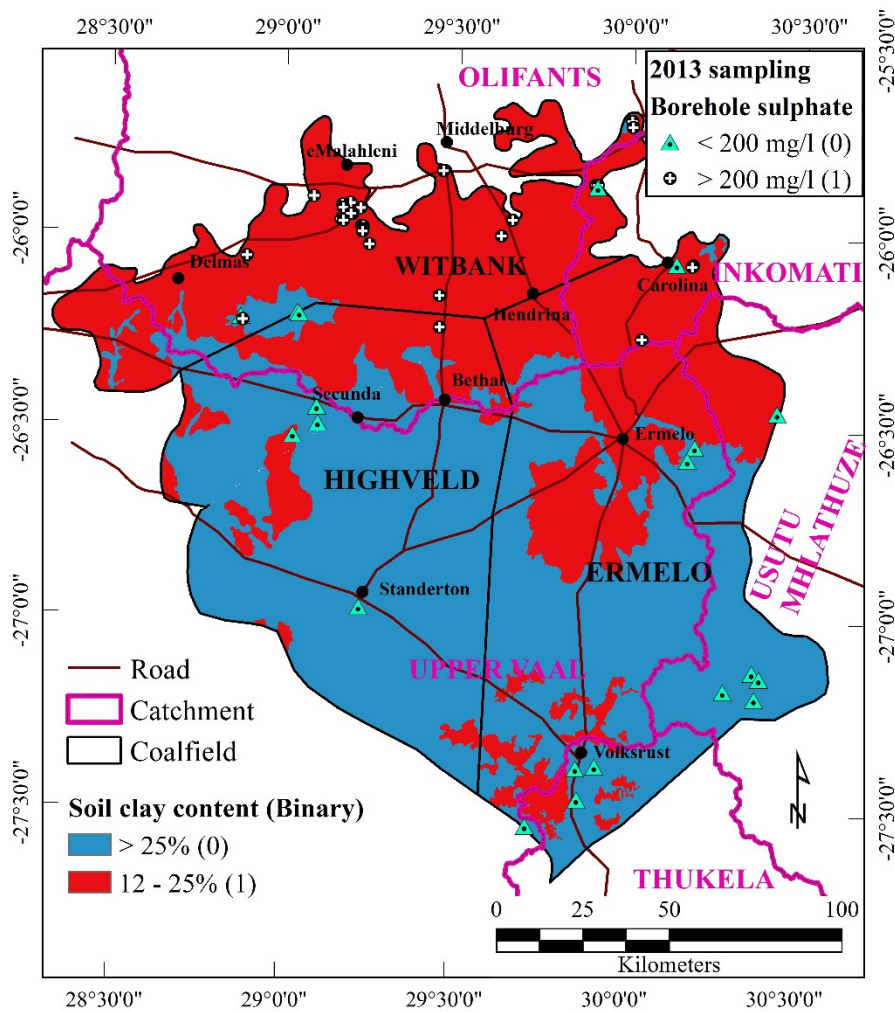 28°30'0" 29°0'0" 29°30'0" 30°0'0"
-25°30'0"
OLIFANTS
2013 sampling
Borehole sulphate
< 200 mg/l (0)
> 200 mg/l (1)
Middelburg
eMalahleni
-26°0'0" -26°0'0"
WITBANK
INKOMATI
Delmas
Carolina
Hendrina
Bethal
Secunda
-26°30'0" -26°30'0"
Ermelo
HIGHVELD
USUTU
MHLATHUZE
ERMELO
Standerton
-27°0'0" -27°0'0"
Road
UPPER VAAL
Catchment
Coalfield
Volksrust
N
-27°30'0" -27°30'0"
Soil clay content (Binary)
> 25% (0)
12 - 25% (1)
THUKELA
0 25 50 100
Kilometers
28°30'0" 29°0'0" 29°30'0" 30°0'0" 30°30'0"